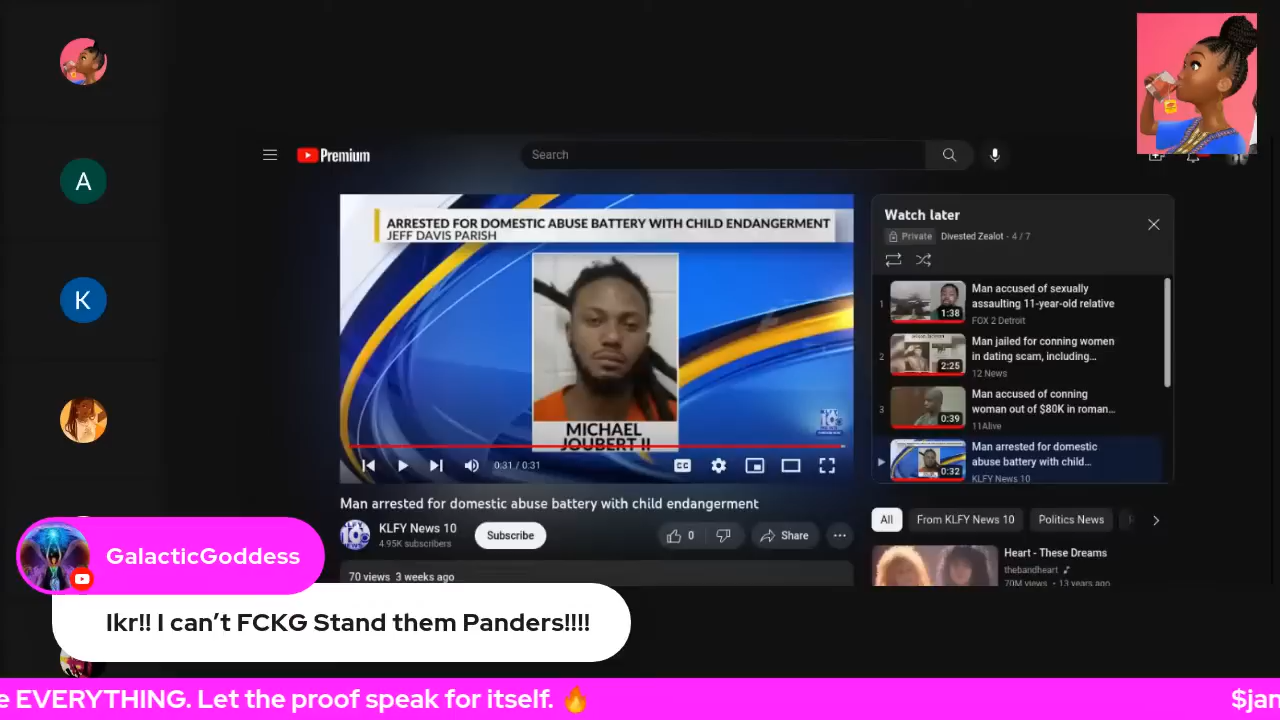 A
K
Premium
Search
ARRESTED FOR DOMESTIC ABUSE BATTERY WITH CHILD ENDANGERMENT
JEFF DAVIS PARISH
MICHAEL
JOUBERT II
10
CC
0:31 / 0:31
Man arrested for domestic abuse battery with child endangerment
KLFY News 10
4.95K subscribers
Subscribe
0
Share
70 views 3 weeks ago
Watch later
Private Divested Zealot - 4 / 7
1
1:38
Man accused of sexually
assaulting 11-year-old relative
FOX 2 Detroit
2
2:25
Man jailed for conning women
in dating scam, including...
12 News
3
0:39
Man accused of conning
woman out of $80K in roman...
11Alive
0:32
Man arrested for domestic
abuse battery with child...
KLFY News 10
All
From KLFY News 10
Politics News
Heart - These Dreams
thebandheart
70M views • 13 years ago
GalacticGoddess
Ikr!! I can’t FCKG Stand them Panders!!!!
e EVERYTHING. Let the proof speak for itself. 🔥
$jan